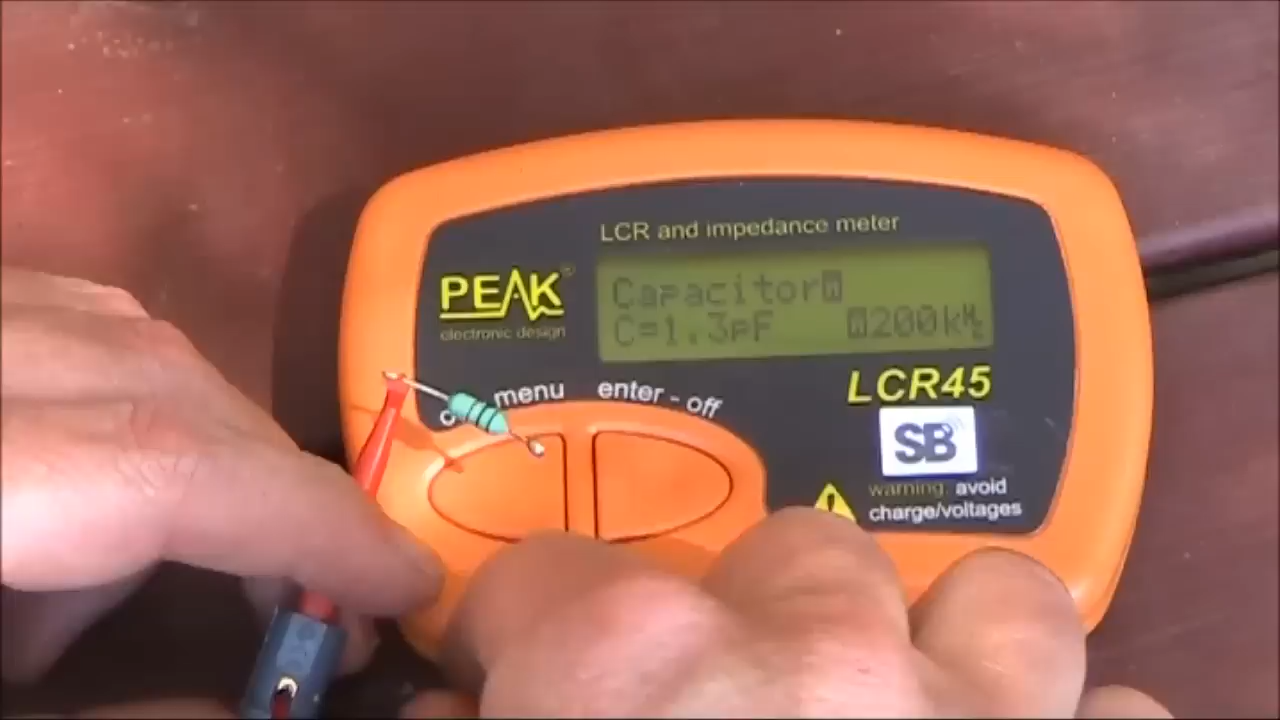 LCR and impedance meter
PEAK®
electronic design
Capacitor
C=1.3pF 200kHz
menu enter - off
LCR45
SB
warning: avoid
charge/voltages